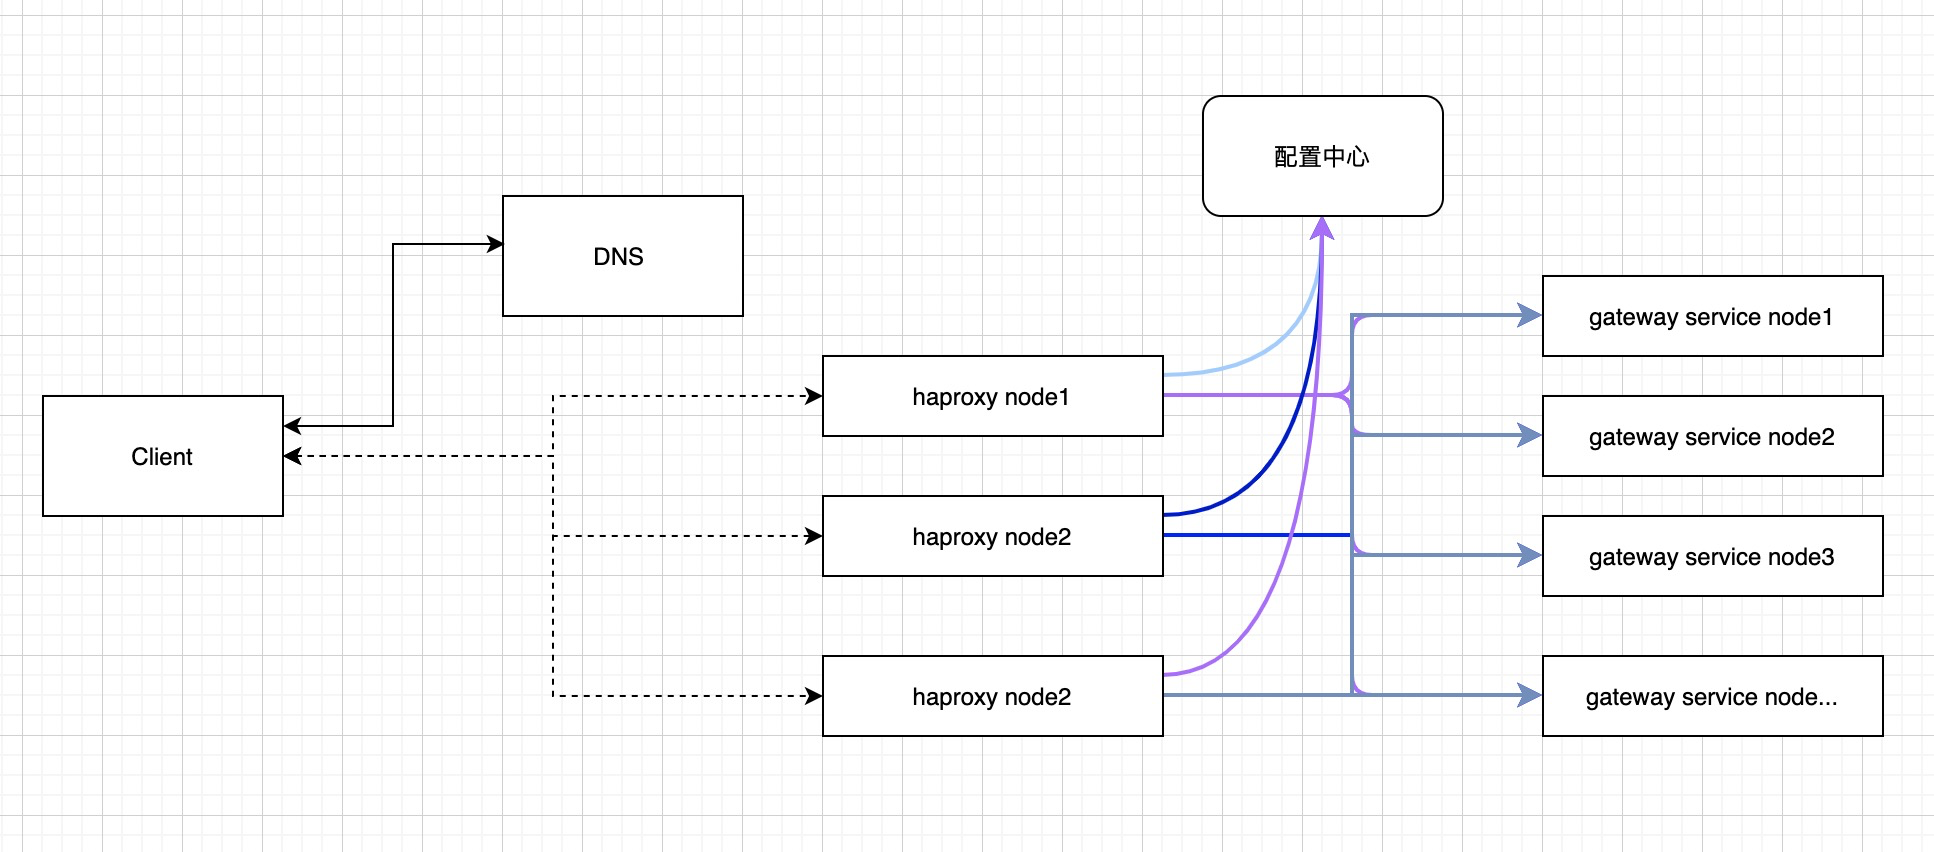 配置中心
DNS
gateway service node1
haproxy node1
gateway service node2
Client
haproxy node2
gateway service node3
haproxy node2
gateway service node...